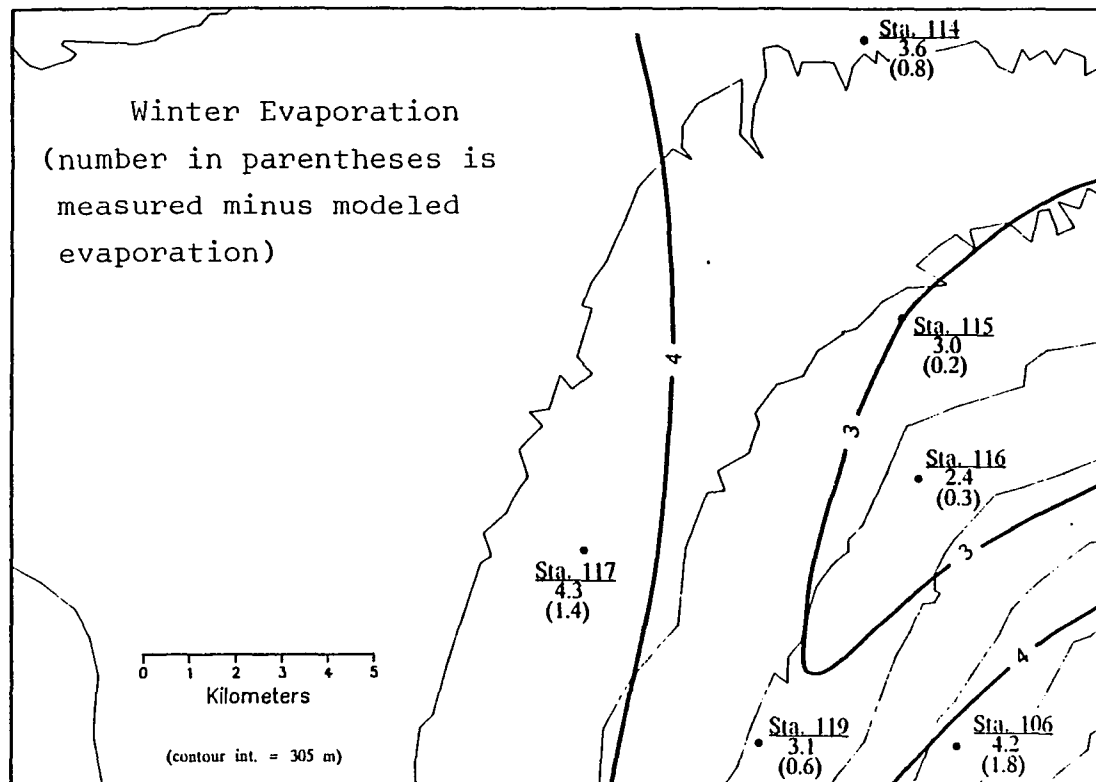 Sta. 114
3.6
(0.8)
Winter Evaporation
(number in parentheses is
measured minus modeled
evaporation)
4
Sta. 115
3.0
(0.2)
3
Sta. 116
2.4
(0.3)
3
Sta. 117
4.3
(1.4)
4
0 1 2 3 4 5
Kilometers
Sta. 119
3.1
(0.6)
Sta. 106
4.2
(1.8)
(contour int. = 305 m)